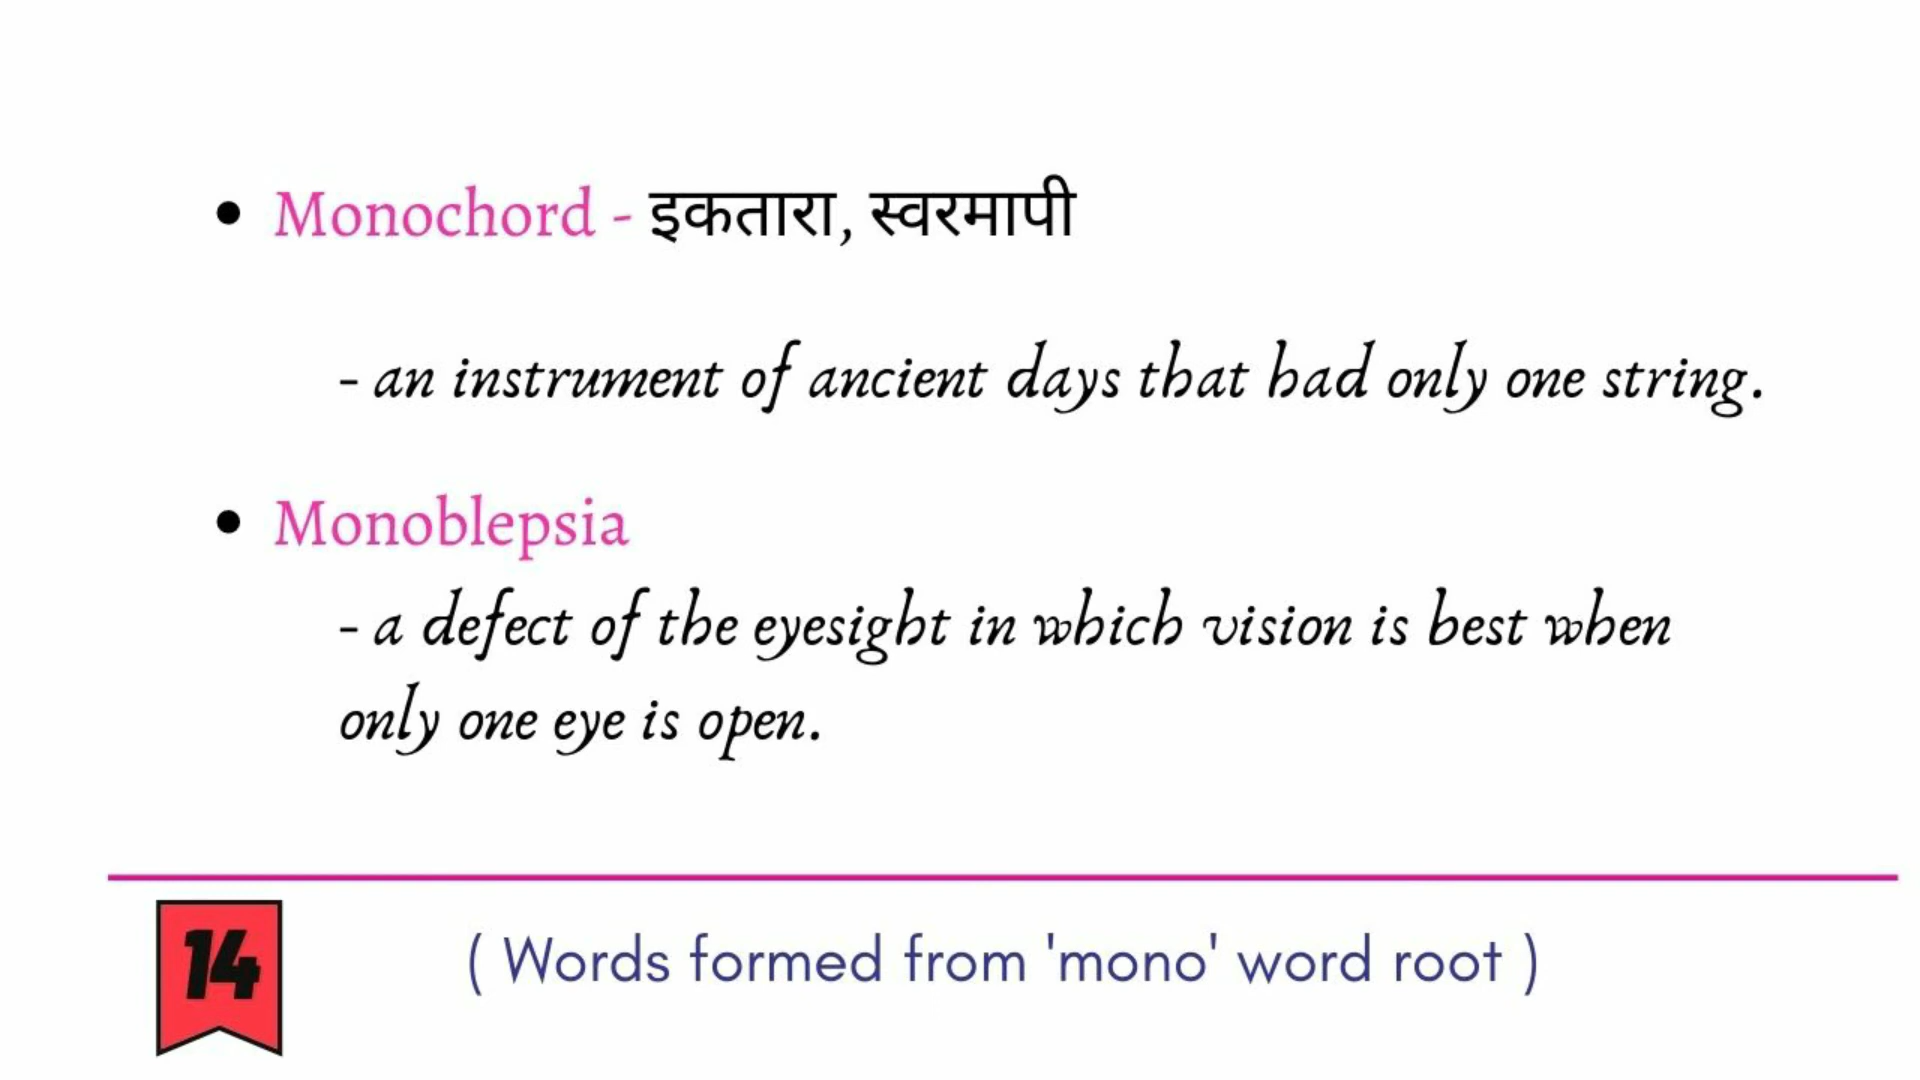 • Monochord - इकतारा, स्वरमापी
- an instrument of ancient days that had only one string.
• Monoblepsia
- a defect of the eyesight in which vision is best when
only one eye is open.
14
( Words formed from 'mono' word root )